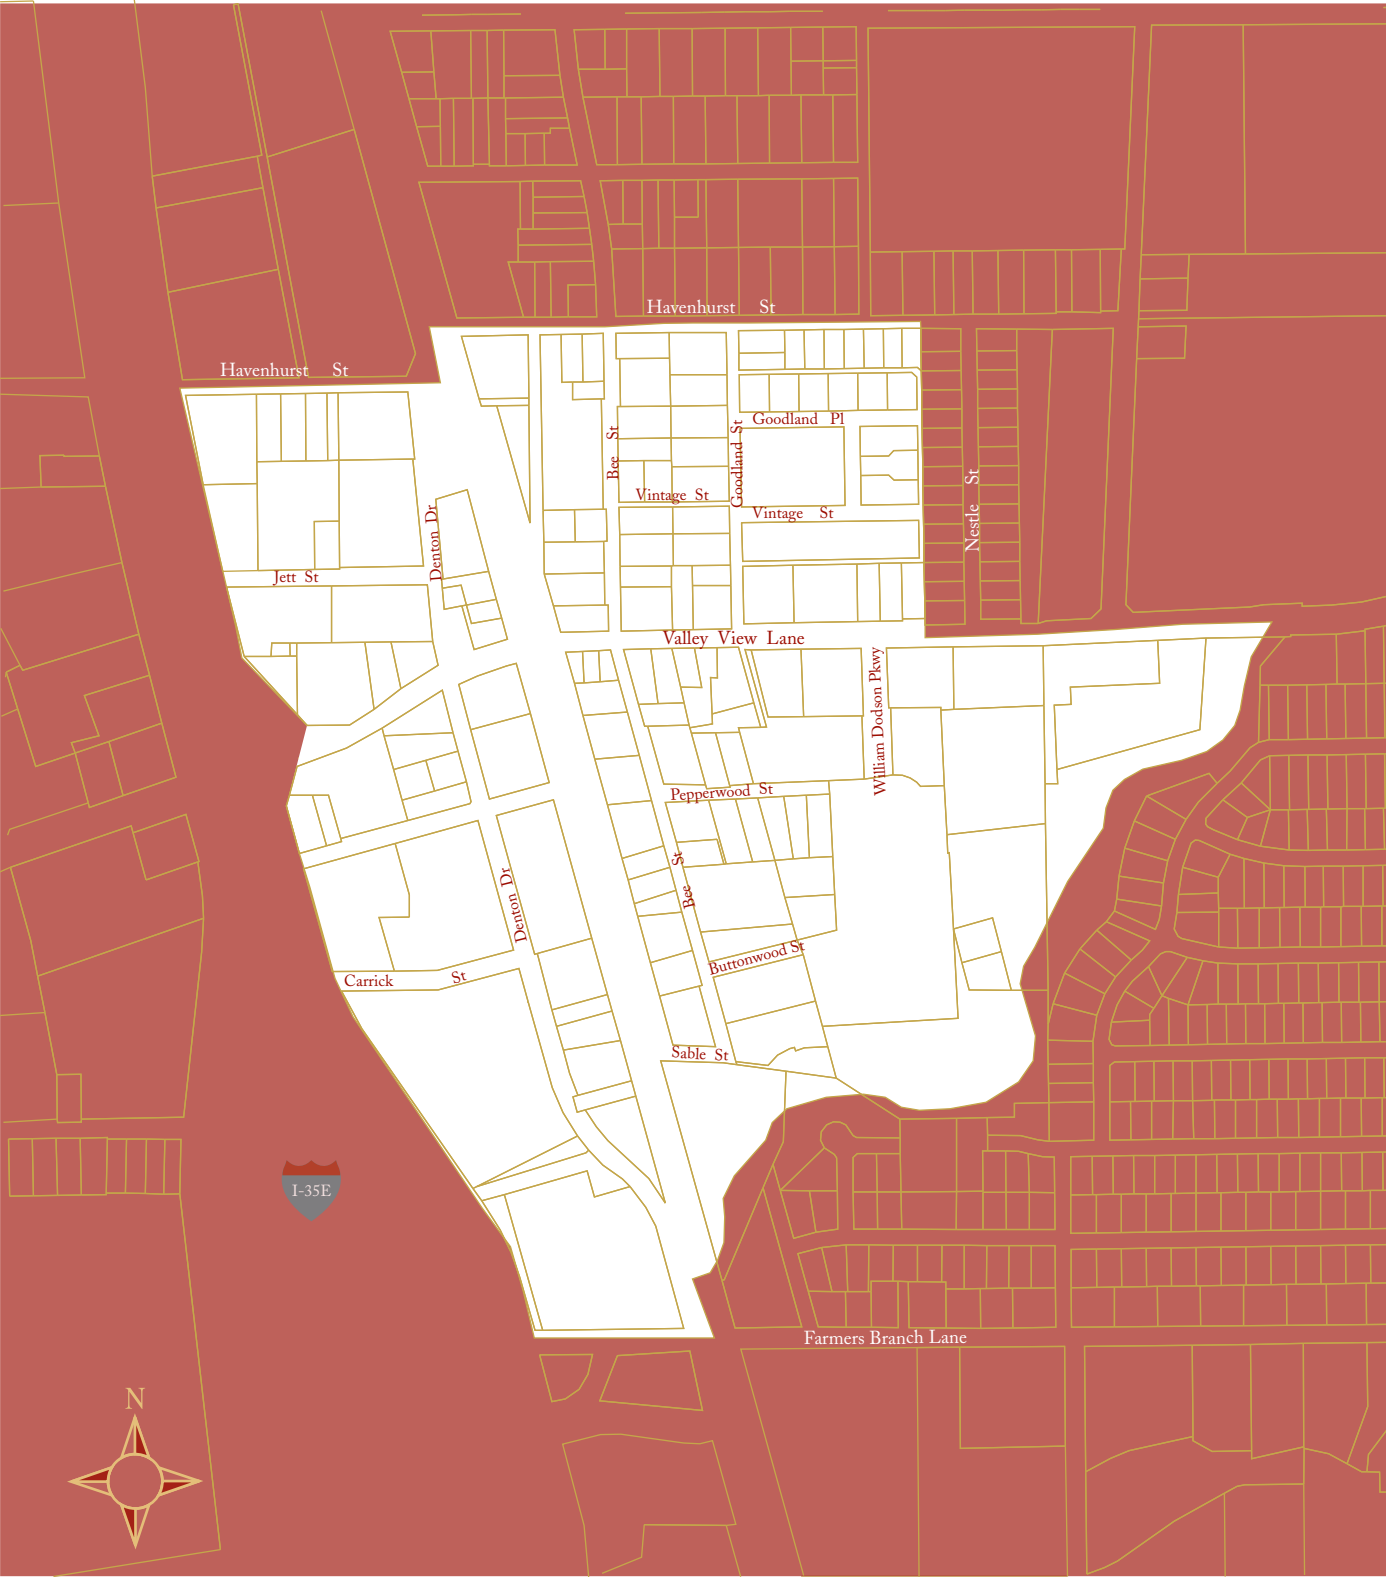 Havenhurst St
Havenhurst St
Goodland Pl
Bee St
Goodland St
Vintage St
Vintage St
Nestle St
Denton Dr
Jett St
Valley View Lane
William Dodson Pkwy
Pepperwood St
Bee St
Denton Dr
Buttonwood St
Carrick St
Sable St
I-35E
Farmers Branch Lane
N